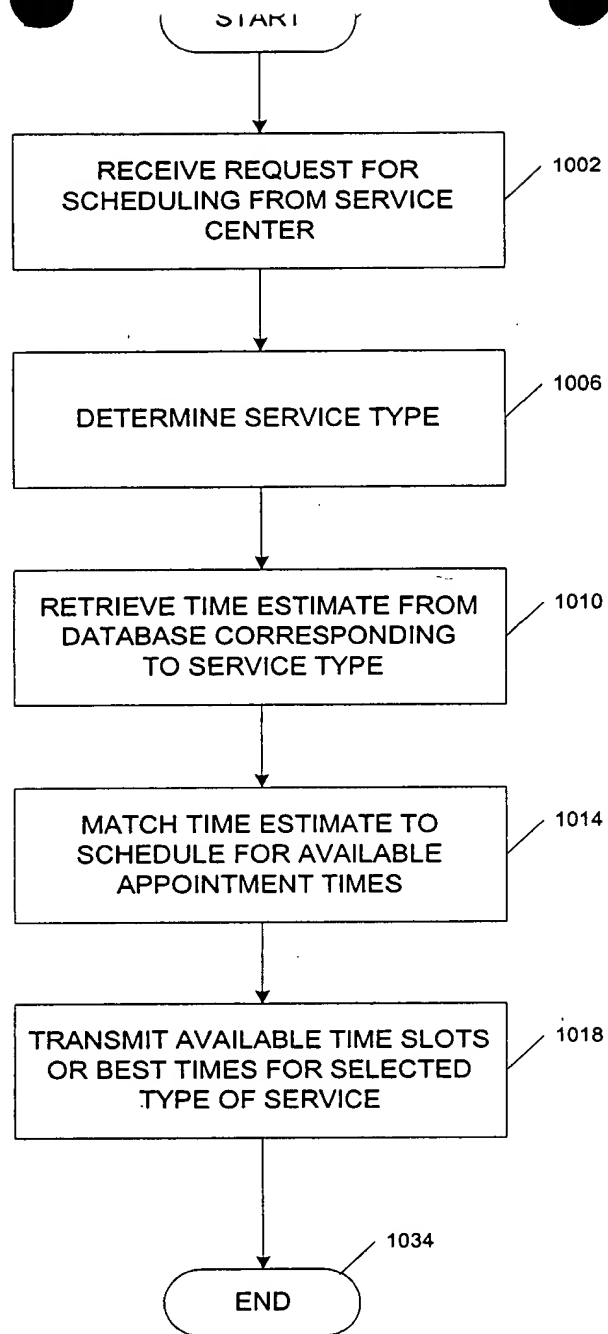 START
RECEIVE REQUEST FOR
SCHEDULING FROM SERVICE
CENTER
1002
DETERMINE SERVICE TYPE
1006
RETRIEVE TIME ESTIMATE FROM
DATABASE CORRESPONDING
TO SERVICE TYPE
1010
MATCH TIME ESTIMATE TO
SCHEDULE FOR AVAILABLE
APPOINTMENT TIMES
1014
TRANSMIT AVAILABLE TIME SLOTS
OR BEST TIMES FOR SELECTED
TYPE OF SERVICE
1018
1034
END